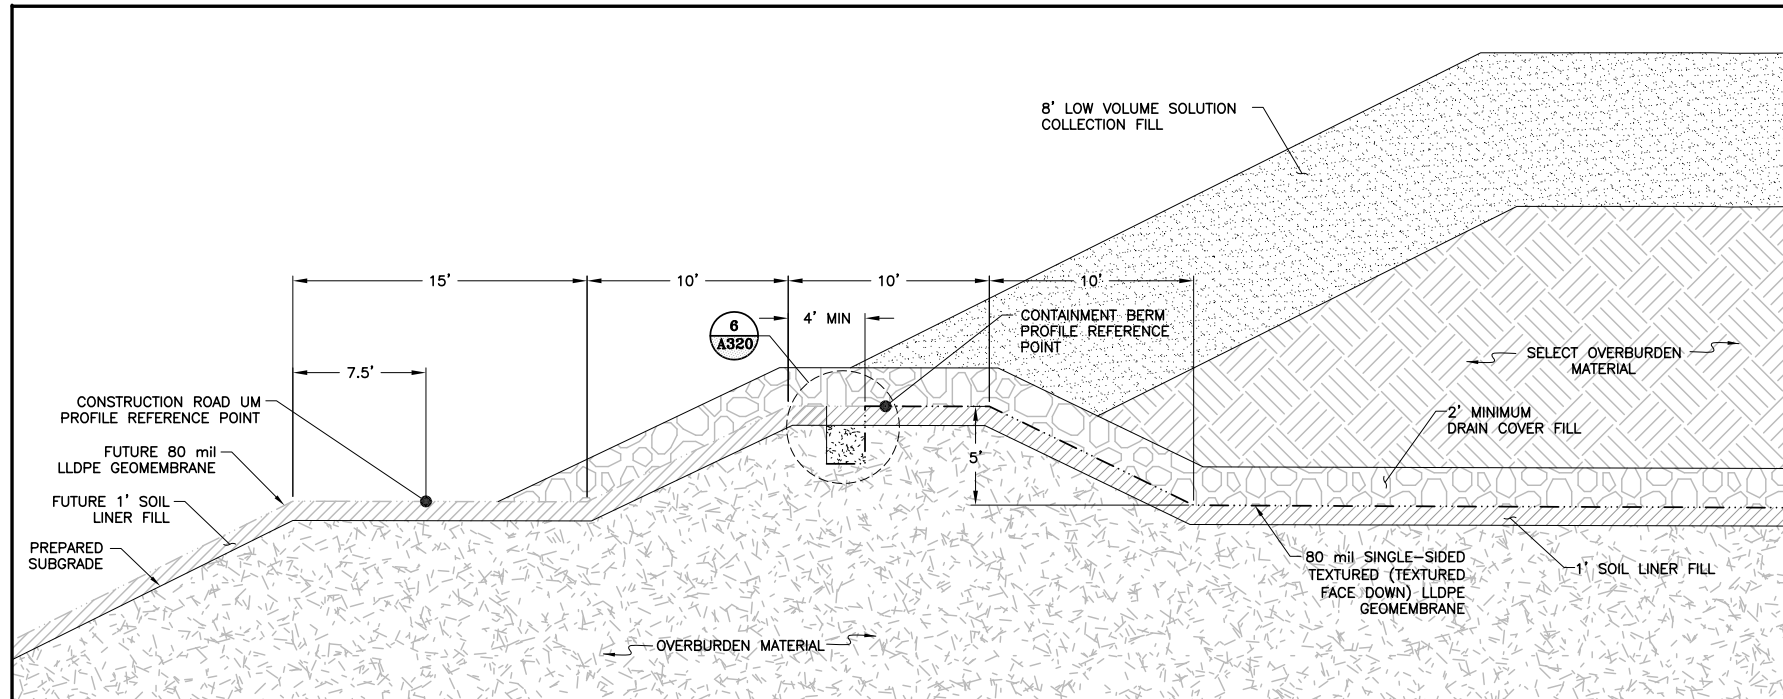 8' LOW VOLUME SOLUTION
COLLECTION FILL
15'
10'
10'
10'
6
A320
4' MIN
CONTAINMENT BERM
PROFILE REFERENCE
POINT
SELECT OVERBURDEN
MATERIAL
7.5'
CONSTRUCTION ROAD UM
PROFILE REFERENCE POINT
2' MINIMUM
DRAIN COVER FILL
FUTURE 80 mil
LLDPE GEOMEMBRANE
5'
FUTURE 1' SOIL
LINER FILL
PREPARED
SUBGRADE
80 mil SINGLE-SIDED
TEXTURED (TEXTURED
FACE DOWN) LLDPE
GEOMEMBRANE
1' SOIL LINER FILL
OVERBURDEN MATERIAL